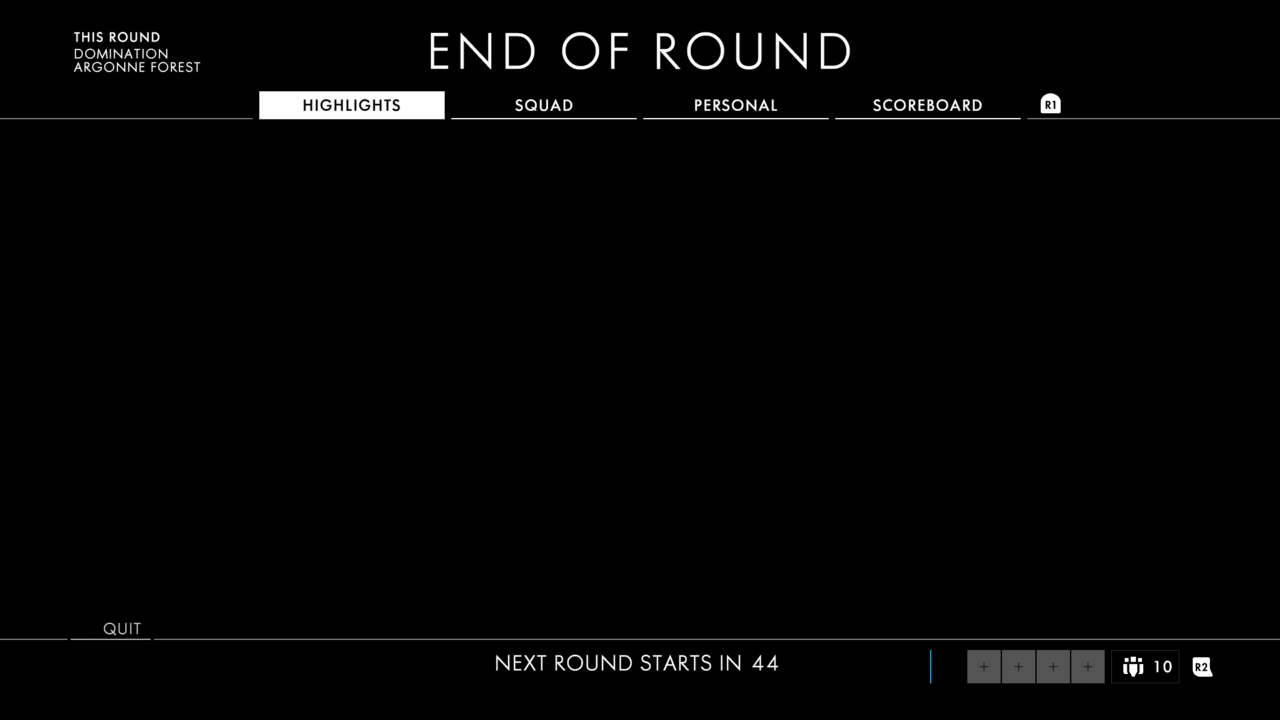 THIS ROUND
DOMINATION
ARGONNE FOREST
END OF ROUND
HIGHLIGHTS
SQUAD
PERSONAL
SCOREBOARD
R1
QUIT
NEXT ROUND STARTS IN 44
+ + + +
10
R2